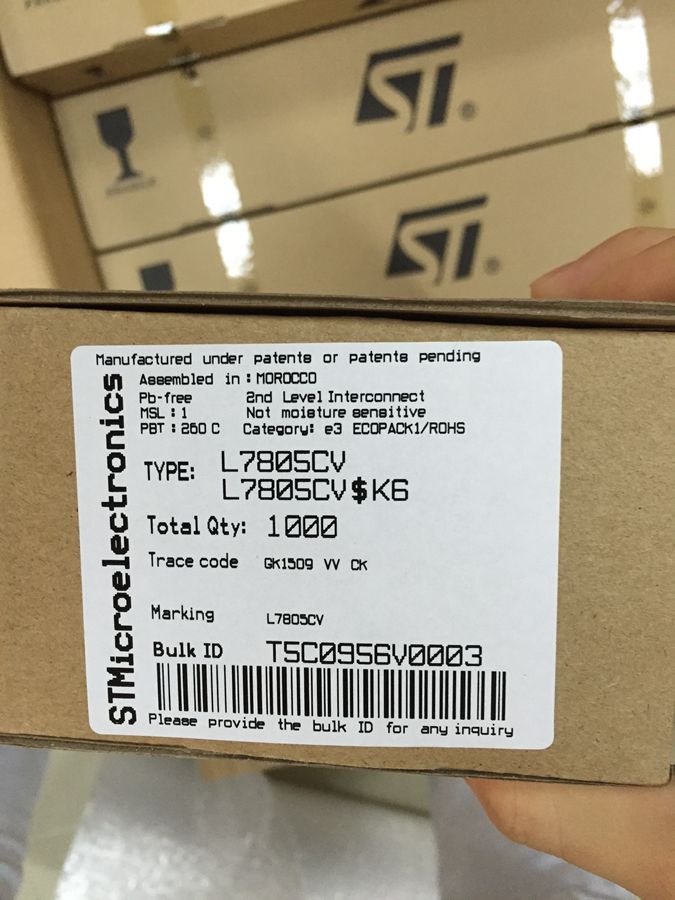 ST
ST
Manufactured under patents or patents pending
STMicroelectronics
Assembled in : MOROCCO
Pb-free 2nd Level Interconnect
MSL : 1 Not moisture sensitive
PBT : 260 C Category: e3 ECOPACK1/ROHS
TYPE: L7805CV
L7805CV$K6
Total Qty: 1000
Trace code GK1509 VV CK
Marking L7805CV
Bulk ID T5C0956V0003
Please provide the bulk ID for any inquiry